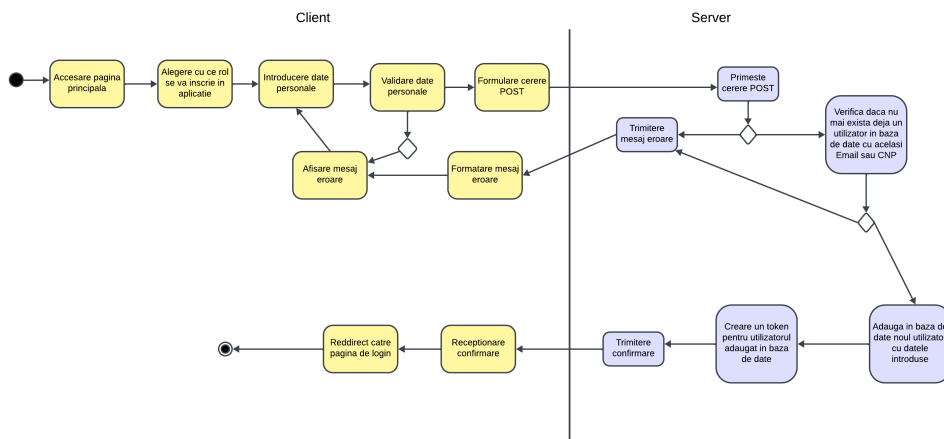 Client
Server
Accesare pagina
principala
Alegere cu ce rol
se va inscrie in
aplicatie
Introducere date
personale
Validare date
personale
Formulare cerere
POST
Primeste
cerere POST
Verifica daca nu
mai exista deja un
utilizator in baza
de date cu acelasi
Email sau CNP
Trimitere
mesaj eroare
Formatare mesaj
eroare
Afisare mesaj
eroare
Adauga in baza de
date noul utilizator
cu datele
introduse
Creare un token
pentru utilizatorul
adaugat in baza
de date
Trimitere
confirmare
Receptionare
confirmare
Reddirect catre
pagina de login